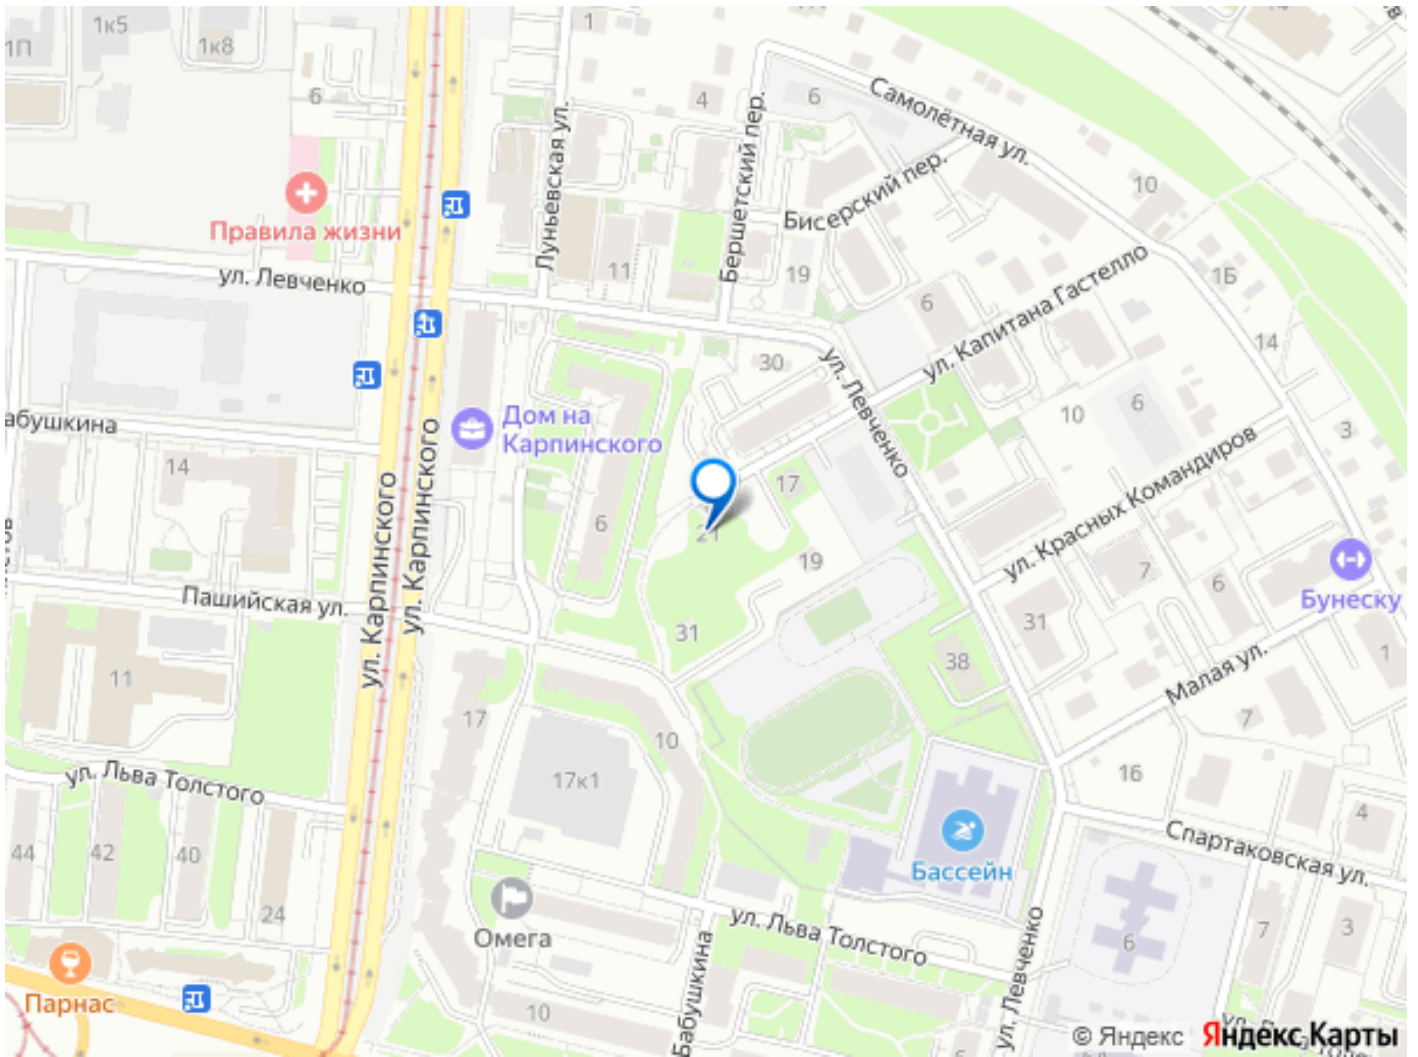 1к5
1П
1к8
1
14
6
4
6
Самолётная ул.
Луньевская ул.
Бершетский пер.
Бисерский пер.
10
Правила жизни
ул. Левченко
11
19
6
ул. Капитана Гастелло
1Б
14
30
ул. Левченко
Дом на
Карпинского
абушкина
14
10
6
3
ул. Карпинского
ул. Карпинского
17
21
6
19
ул. Красных Командиров
7
6
Бунеску
Пашийская ул.
31
31
38
Малая ул.
1
11
17
10
7
17к1
16
ул. Льва Толстого
44
42
40
24
Бассейн
Спартаковская ул.
4
Омега
ул. Льва Толстого
Бабушкина
ул. Левченко
6
7
3
Парнас
10
© Яндекс Яндекс Карты